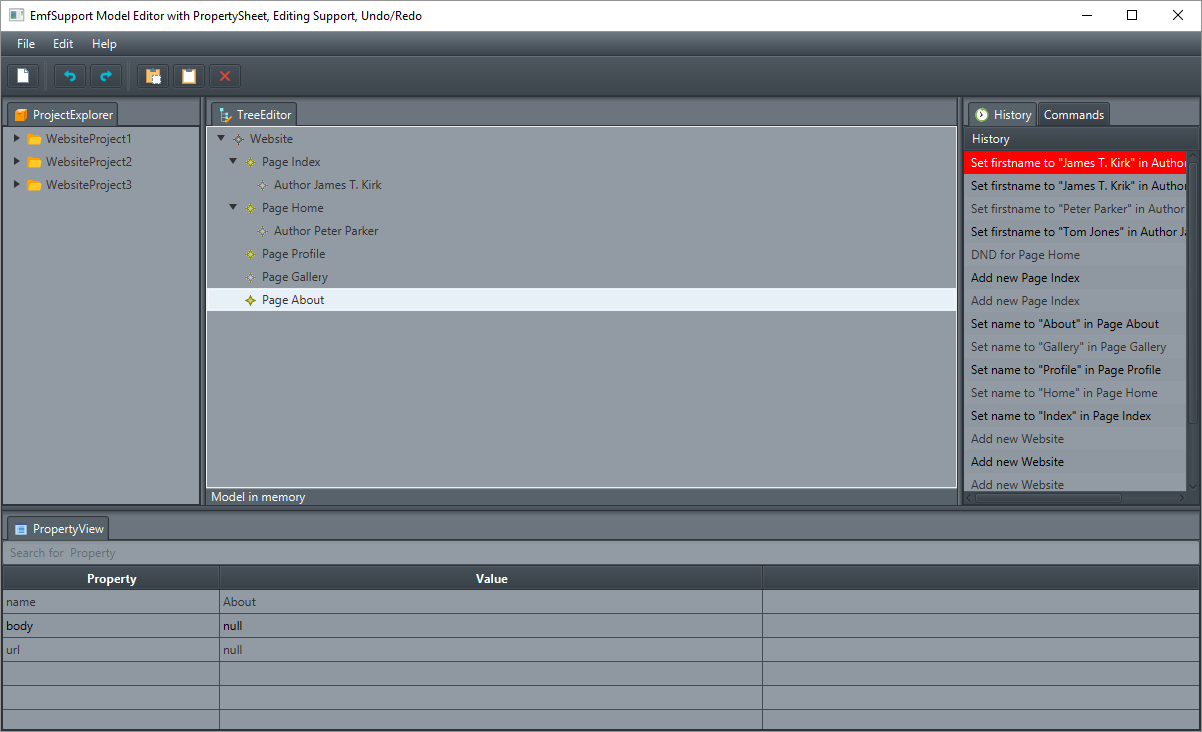 EmfSupport Model Editor with PropertySheet, Editing Support, Undo/Redo
File Edit Help
ProjectExplorer
WebsiteProject1
WebsiteProject2
WebsiteProject3
TreeEditor
Website
Page Index
Author James T. Kirk
Page Home
Author Peter Parker
Page Profile
Page Gallery
Page About
Model in memory
History Commands
History
Set firstname to "James T. Kirk" in Author
Set firstname to "James T. Krik" in Author
Set firstname to "Peter Parker" in Author
Set firstname to "Tom Jones" in Author Ja
DND for Page Home
Add new Page Index
Add new Page Index
Set name to "About" in Page About
Set name to "Gallery" in Page Gallery
Set name to "Profile" in Page Profile
Set name to "Home" in Page Home
Set name to "Index" in Page Index
Add new Website
Add new Website
Add new Website
PropertyView
Search for Property
Property Value
name About
body null
url null